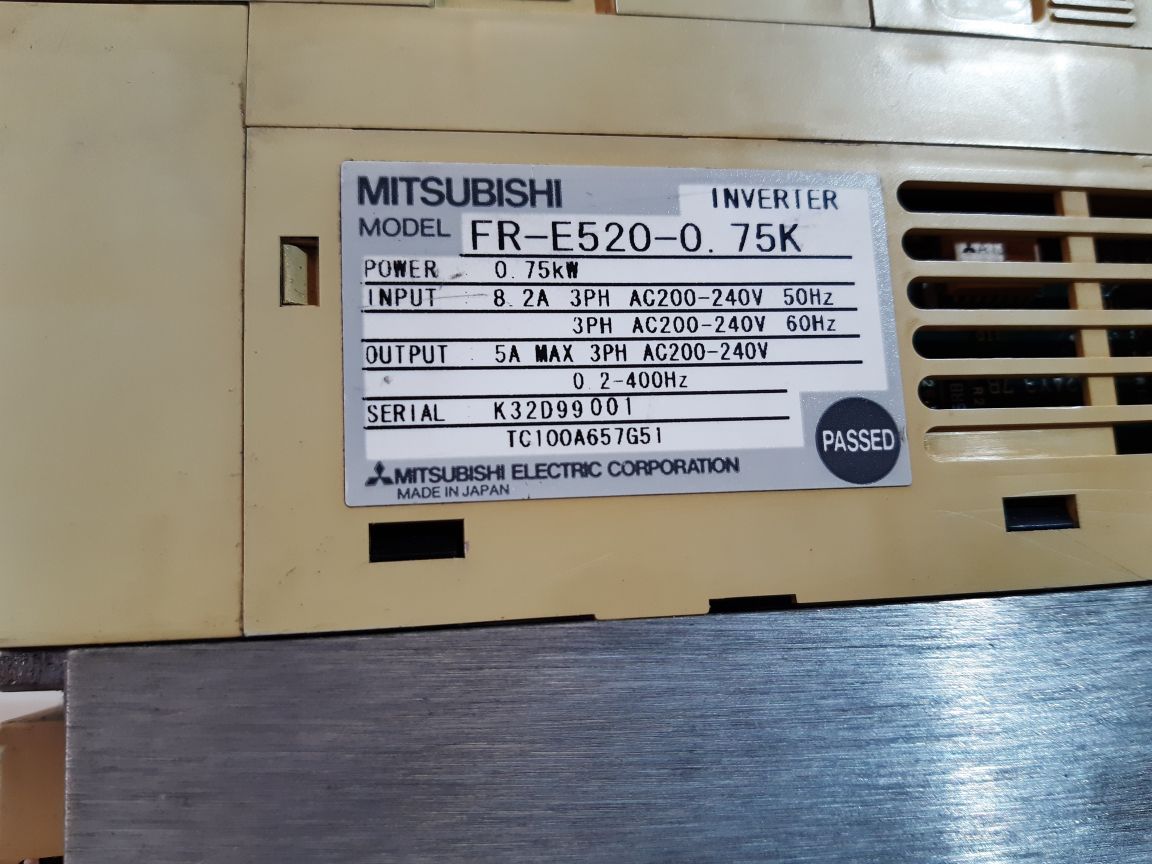 MITSUBISHI INVERTER
MODEL FR-E520-0.75K
POWER 0.75kW
INPUT 8.2A 3PH AC200-240V 50Hz
3PH AC200-240V 60Hz
OUTPUT 5A MAX 3PH AC200-240V
0.2-400Hz
SERIAL K32D99001
TC100A657G51
PASSED
MITSUBISHI ELECTRIC CORPORATION
MADE IN JAPAN